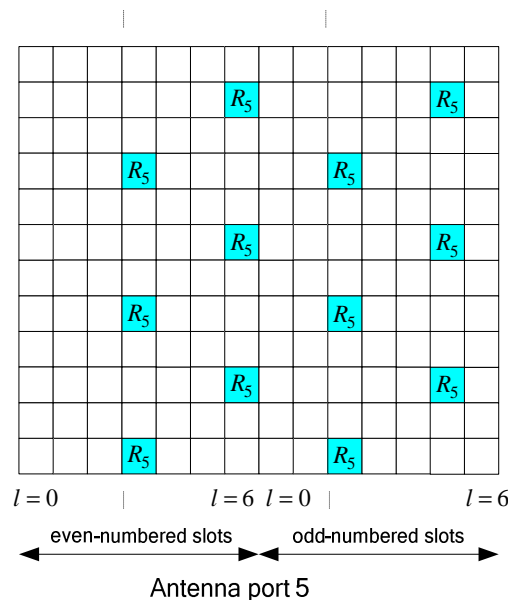 R₅ R₅
R₅ R₅
R₅ R₅
R₅ R₅
R₅ R₅
R₅ R₅
l = 0 l = 6 l = 0 l = 6
even-numbered slots odd-numbered slots
Antenna port 5